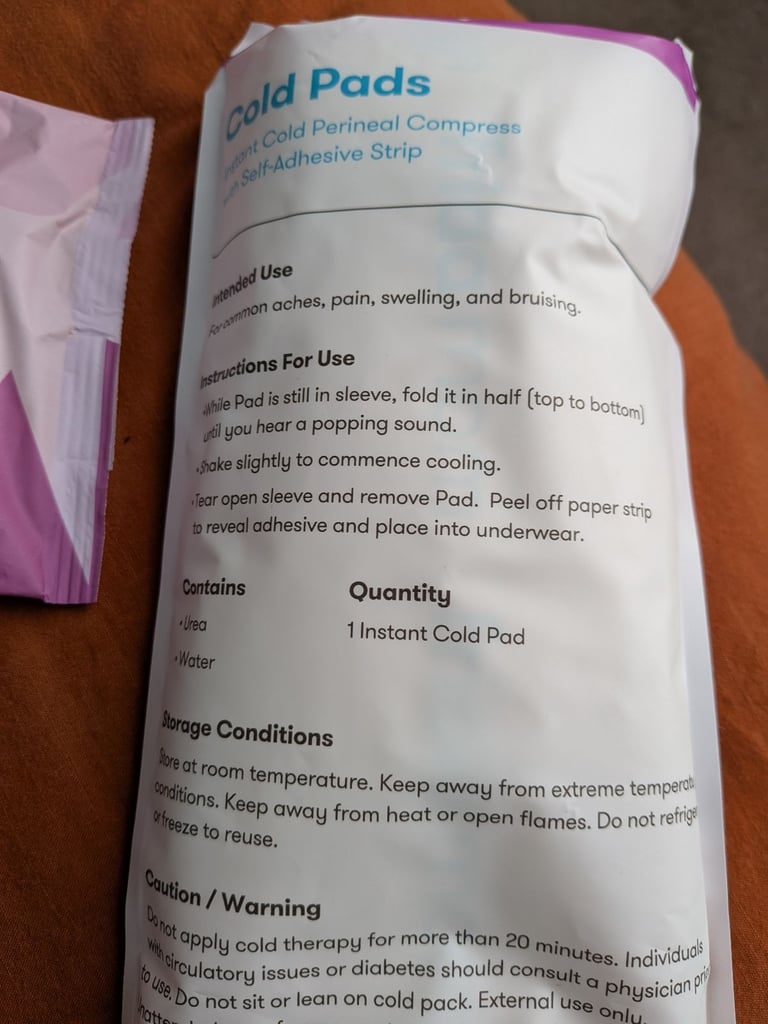 Cold Pads
Instant Cold Perineal Compress
with Self-Adhesive Strip
Intended Use
For common aches, pain, swelling, and bruising.
Instructions For Use
•While Pad is still in sleeve, fold it in half (top to bottom)
until you hear a popping sound.
•Shake slightly to commence cooling.
•Tear open sleeve and remove Pad. Peel off paper strip
to reveal adhesive and place into underwear.
Contains
•Urea
•Water
Quantity
1 Instant Cold Pad
Storage Conditions
Store at room temperature. Keep away from extreme temperatu
conditions. Keep away from heat or open flames. Do not refrige
or freeze to reuse.
Caution / Warning
Do not apply cold therapy for more than 20 minutes. Individuals
with circulatory issues or diabetes should consult a physician prio
to use. Do not sit or lean on cold pack. External use only.